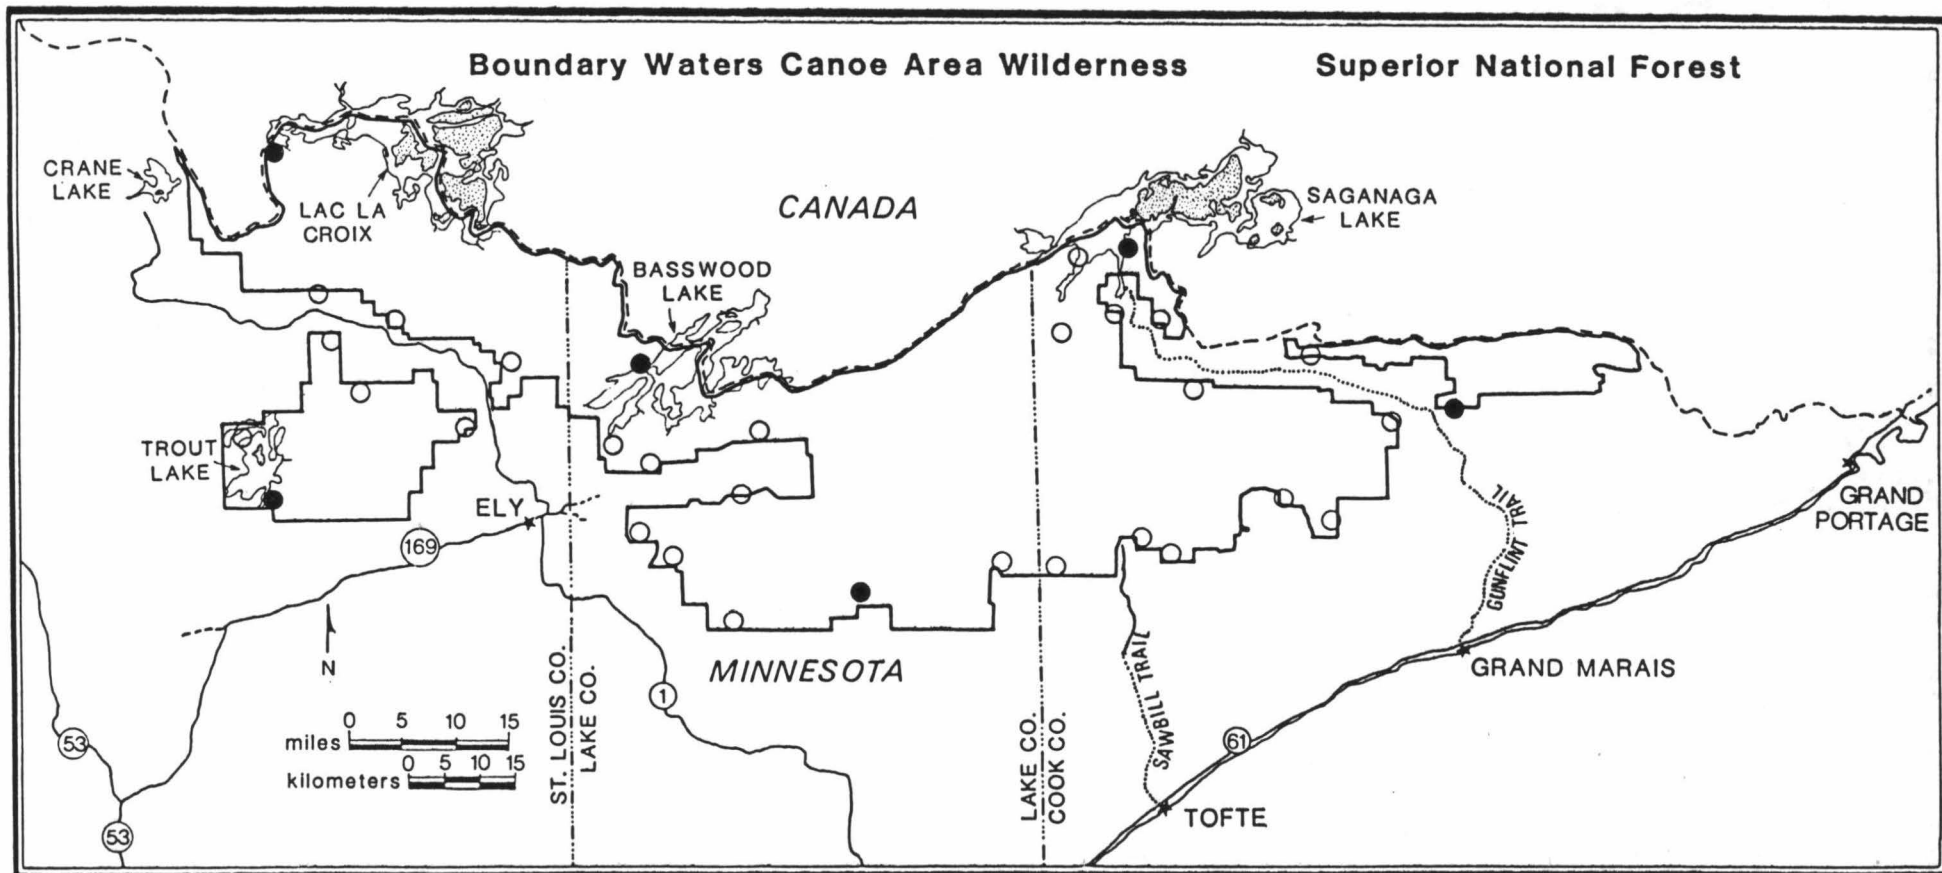 Boundary Waters Canoe Area Wilderness
Superior National Forest
CRANE
LAKE
LAC LA
CROIX
CANADA
SAGANAGA
LAKE
BASSWOOD
LAKE
TROUT
LAKE
ELY
169
GRAND
PORTAGE
GUNFLINT TRAIL
N
MINNESOTA
GRAND MARAIS
ST. LOUIS CO.
LAKE CO.
1
LAKE CO.
COOK CO.
SAWBILL TRAIL
0 5 10 15
miles
0 5 10 15
kilometers
53
61
TOFTE
53